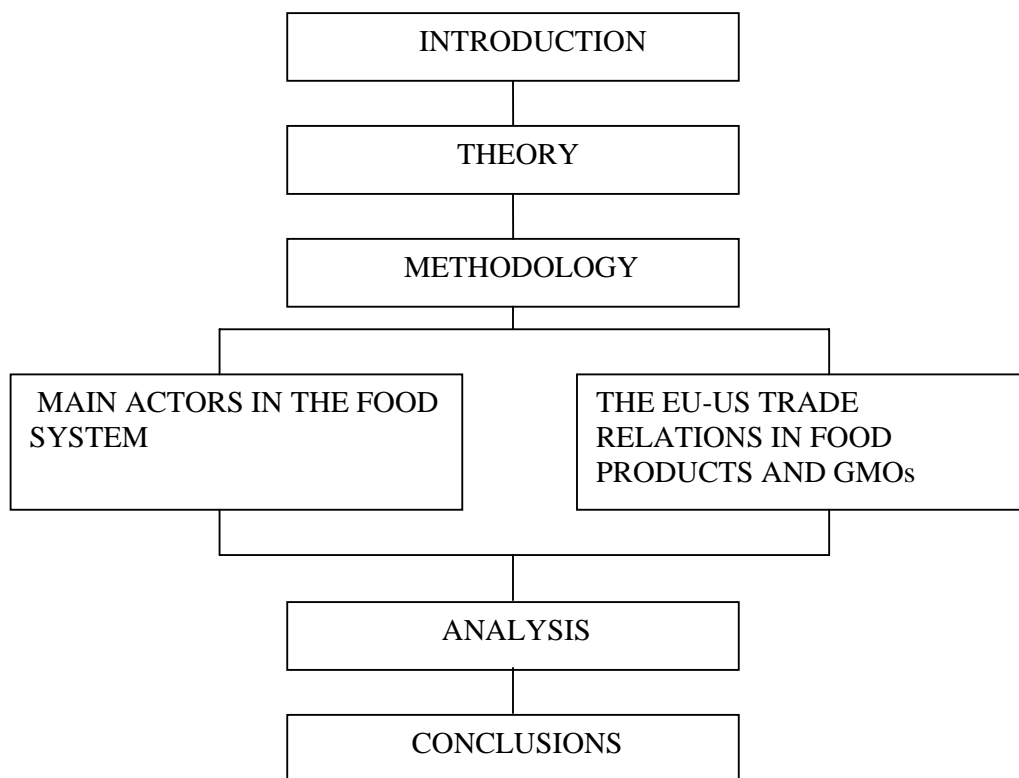 INTRODUCTION
THEORY
METHODOLOGY
MAIN ACTORS IN THE FOOD
SYSTEM
THE EU-US TRADE
RELATIONS IN FOOD
PRODUCTS AND GMOs
ANALYSIS
CONCLUSIONS